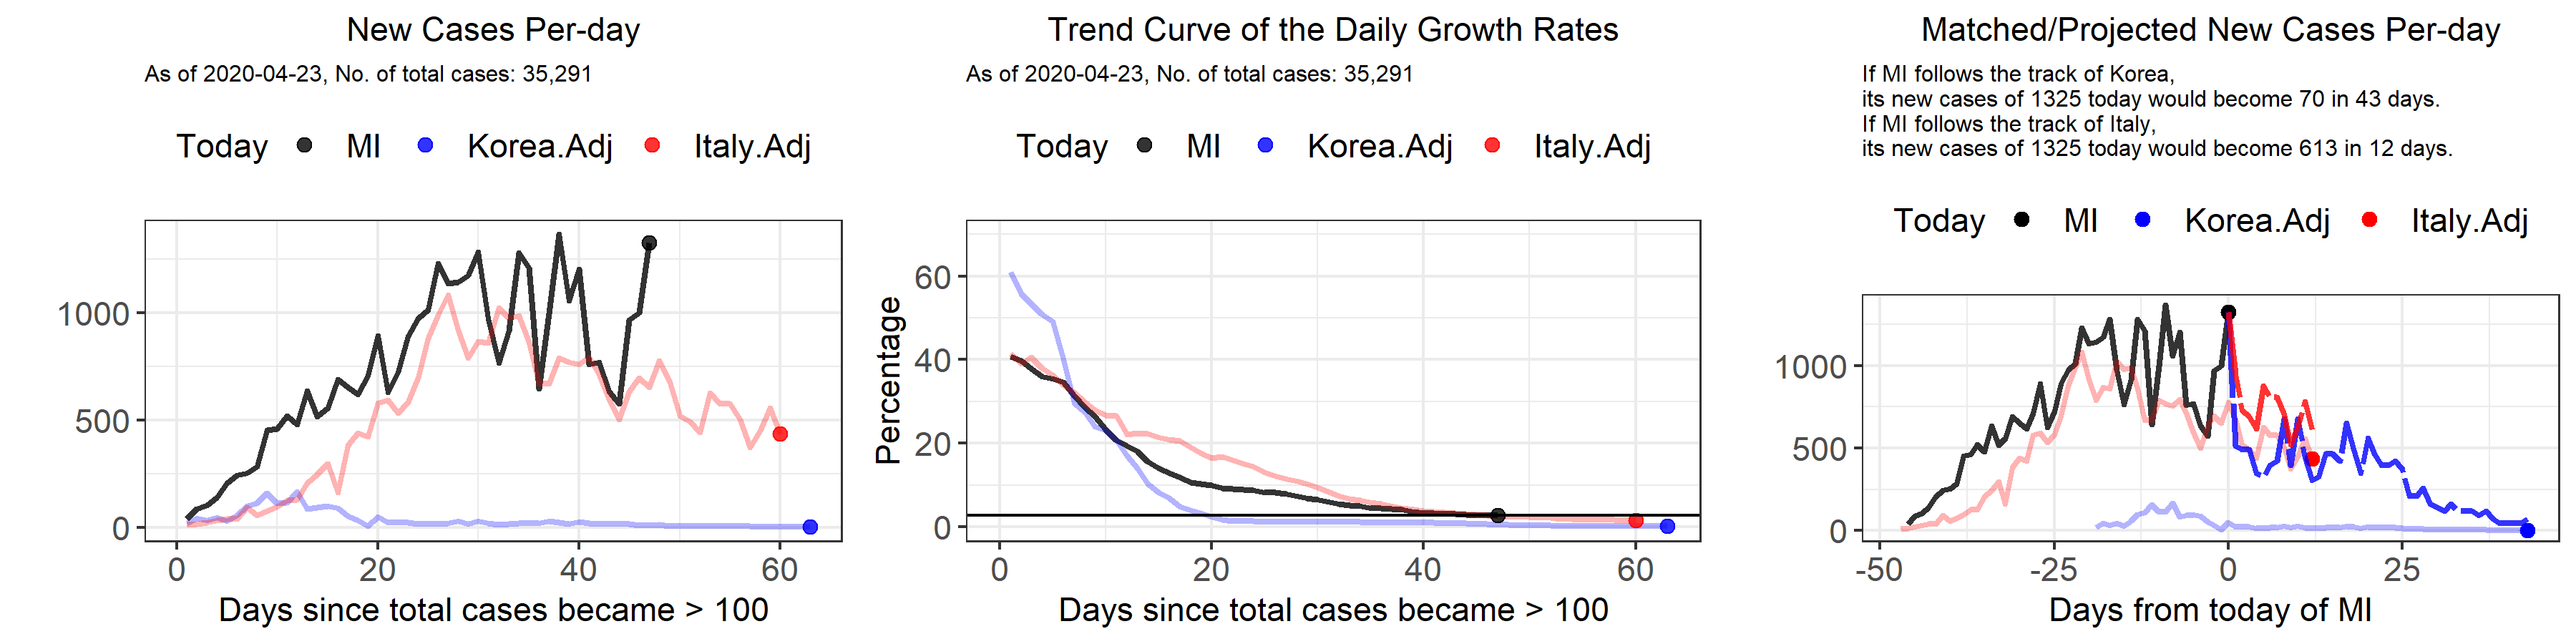 New Cases Per-day
As of 2020-04-23, No. of total cases: 35,291
Today MI Korea.Adj Italy.Adj
1000
500
0
0 20 40 60
Days since total cases became > 100
Trend Curve of the Daily Growth Rates
As of 2020-04-23, No. of total cases: 35,291
Today MI Korea.Adj Italy.Adj
Percentage
60
40
20
0
0 20 40 60
Days since total cases became > 100
Matched/Projected New Cases Per-day
If MI follows the track of Korea,
its new cases of 1325 today would become 70 in 43 days.
If MI follows the track of Italy,
its new cases of 1325 today would become 613 in 12 days.
Today MI Korea.Adj Italy.Adj
1000
500
0
-50 -25 0 25
Days from today of MI